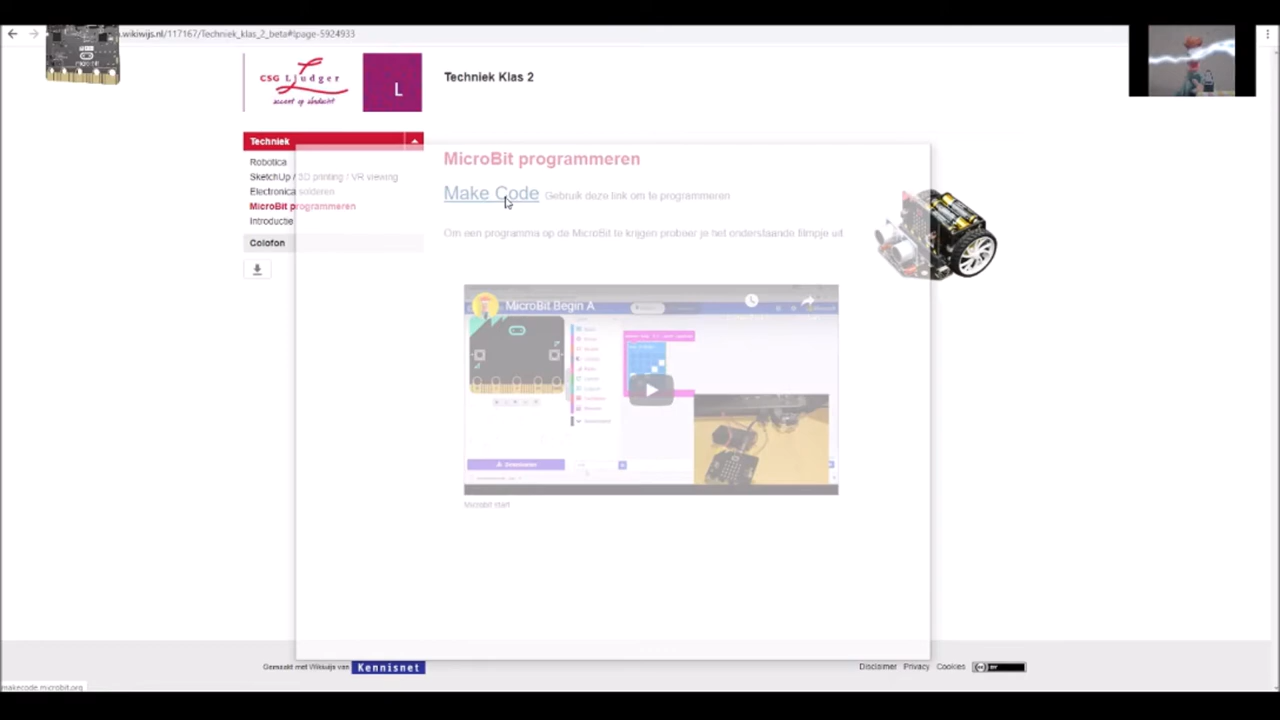 .wikiwijs.nl/117167/Techniek_klas_2_beta#!page-5924933
CSG Liudger
accent op aandacht
L
Techniek Klas 2
Techniek
Robotica
SketchUp / 3D printing / VR viewing
Electronica solderen
MicroBit programmeren
Introductie
Colofon
MicroBit programmeren
Make Code Gebruik deze link om te programmeren
Om een programma op de MicroBit te krijgen probeer je het onderstaande filmpje uit
MicroBit Begin A
Downloaden
Microbit start
Gemaakt met Wikiwijs van Kennisnet
Disclaimer Privacy Cookies
makecode.microbit.org